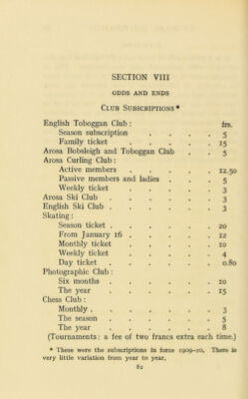 SECTION VIII
ODDS AND ENDS
CLUB SUBSCRIPTIONS *
English Toboggan Club : frs.
Season subscription . . . . 5
Family ticket . . . . . 15
Arosa Bobsleigh and Toboggan Club . . 5
Arosa Curling Club :
Active members . . . . . 12.50
Passive members and ladies . . . 5
Weekly ticket . . . . . 3
Arosa Ski Club . . . . . . 3
English Ski Club . . . . . . 3
Skating :
Season ticket . . . . . . 20
From January 16 . . . . . 12
Monthly ticket . . . . . 10
Weekly ticket . . . . . 4
Day ticket . . . . . . 0.80
Photographic Club :
Six months . . . . . 10
The year . . . . . . 15
Chess Club :
Monthly . . . . . . . 3
The season . . . . . . 5
The year . . . . . . 8
(Tournaments : a fee of two francs extra each time.)
* These were the subscriptions in force 1909-10. There is
very little variation from year to year.
82